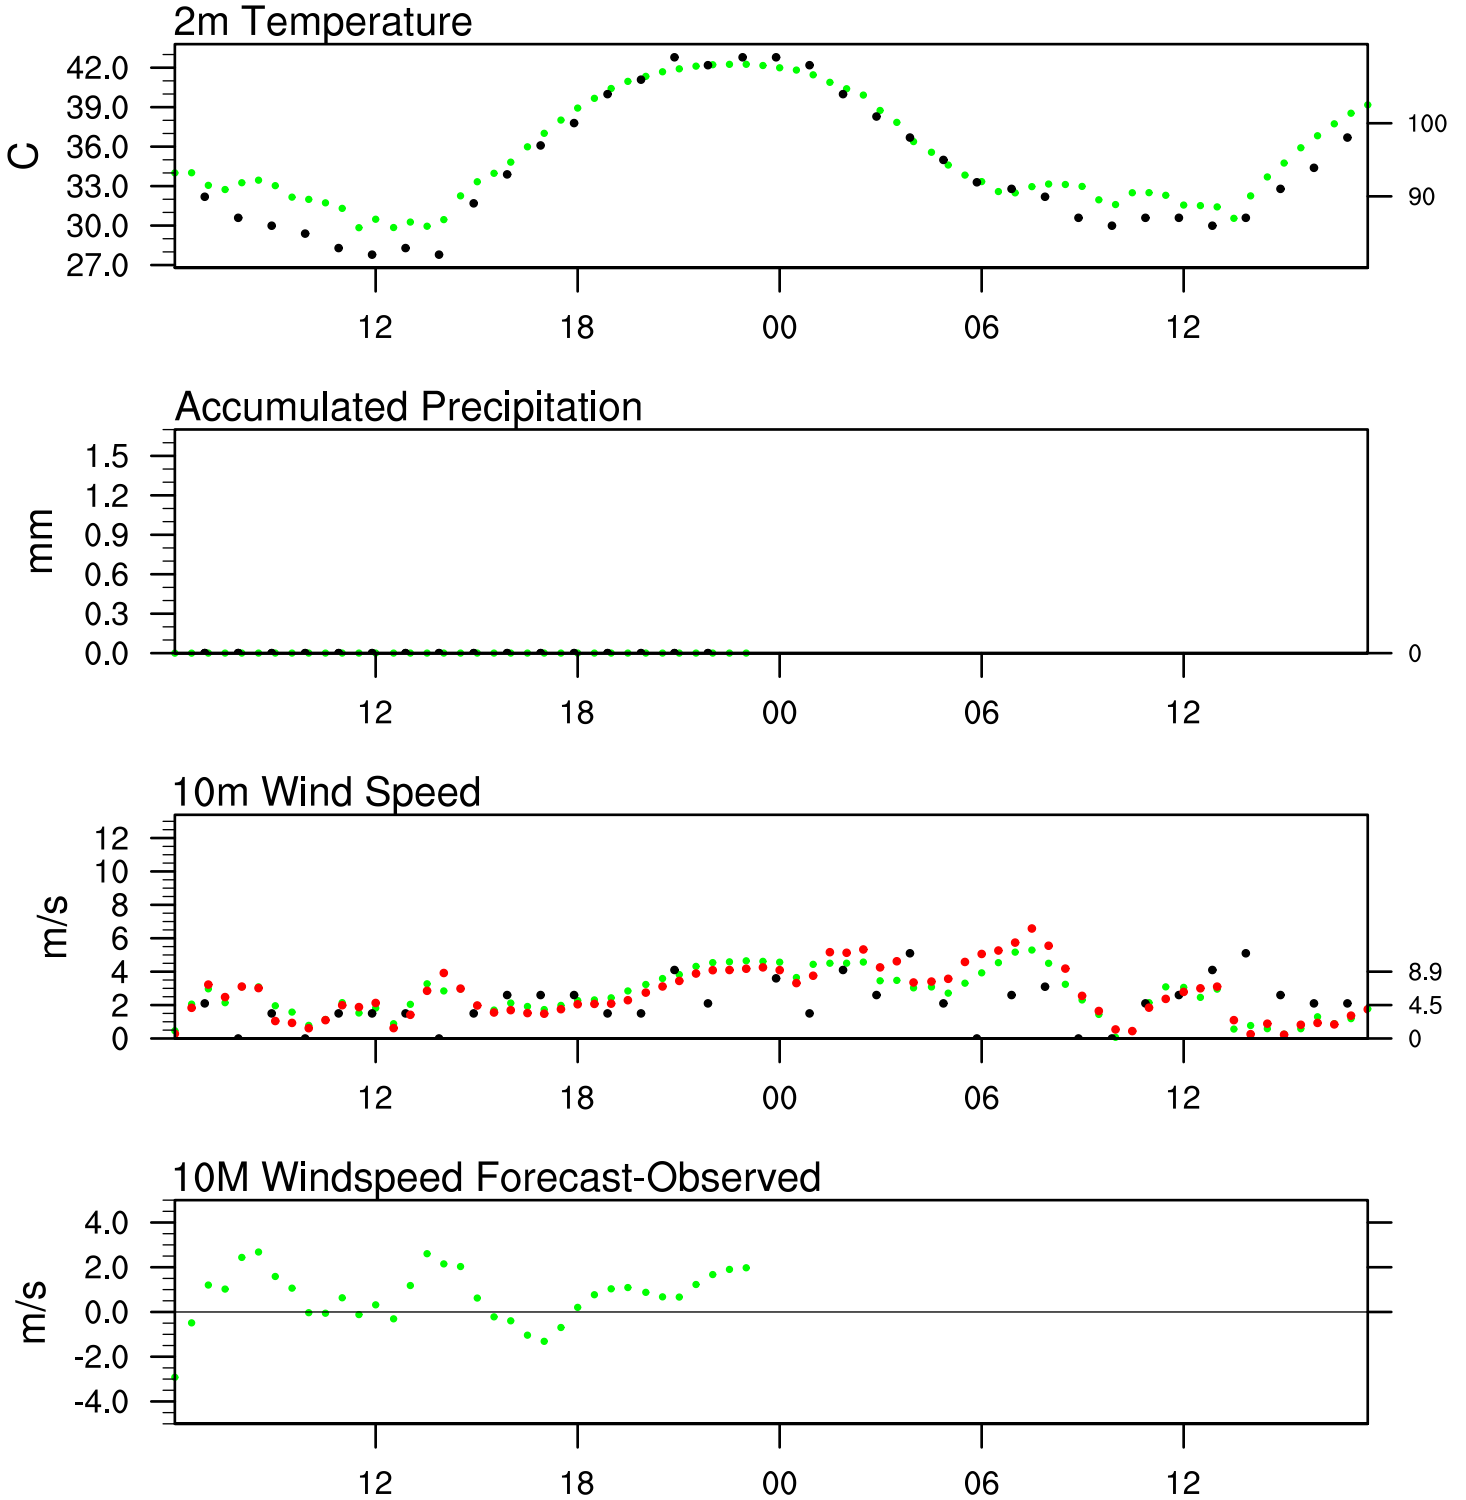 2m Temperature
42.0
39.0
36.0
33.0
30.0
27.0
C
100
90
12 18 00 06 12
Accumulated Precipitation
1.5
1.2
0.9
0.6
0.3
0.0
mm
0
12 18 00 06 12
10m Wind Speed
12
10
8
6
4
2
0
m/s
8.9
4.5
0
12 18 00 06 12
10M Windspeed Forecast-Observed
4.0
2.0
0.0
-2.0
-4.0
m/s
12 18 00 06 12